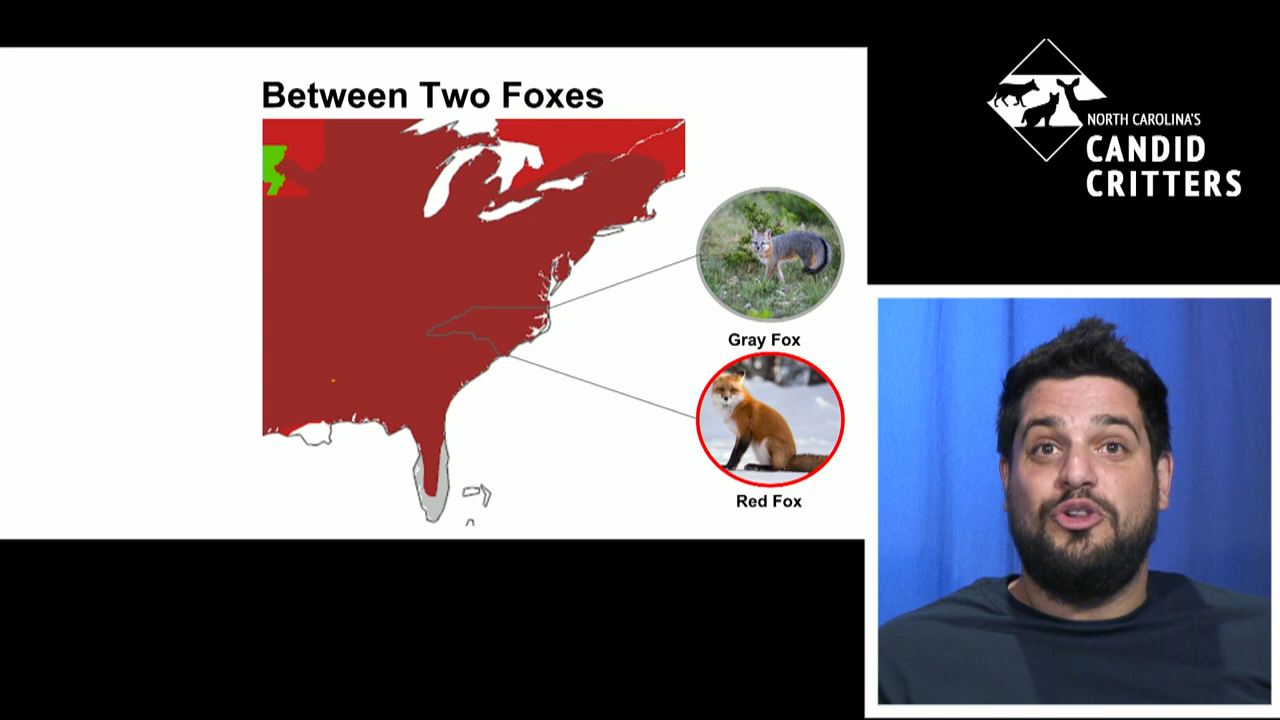 Between Two Foxes
NORTH CAROLINA'S
CANDID
CRITTERS
Gray Fox
Red Fox